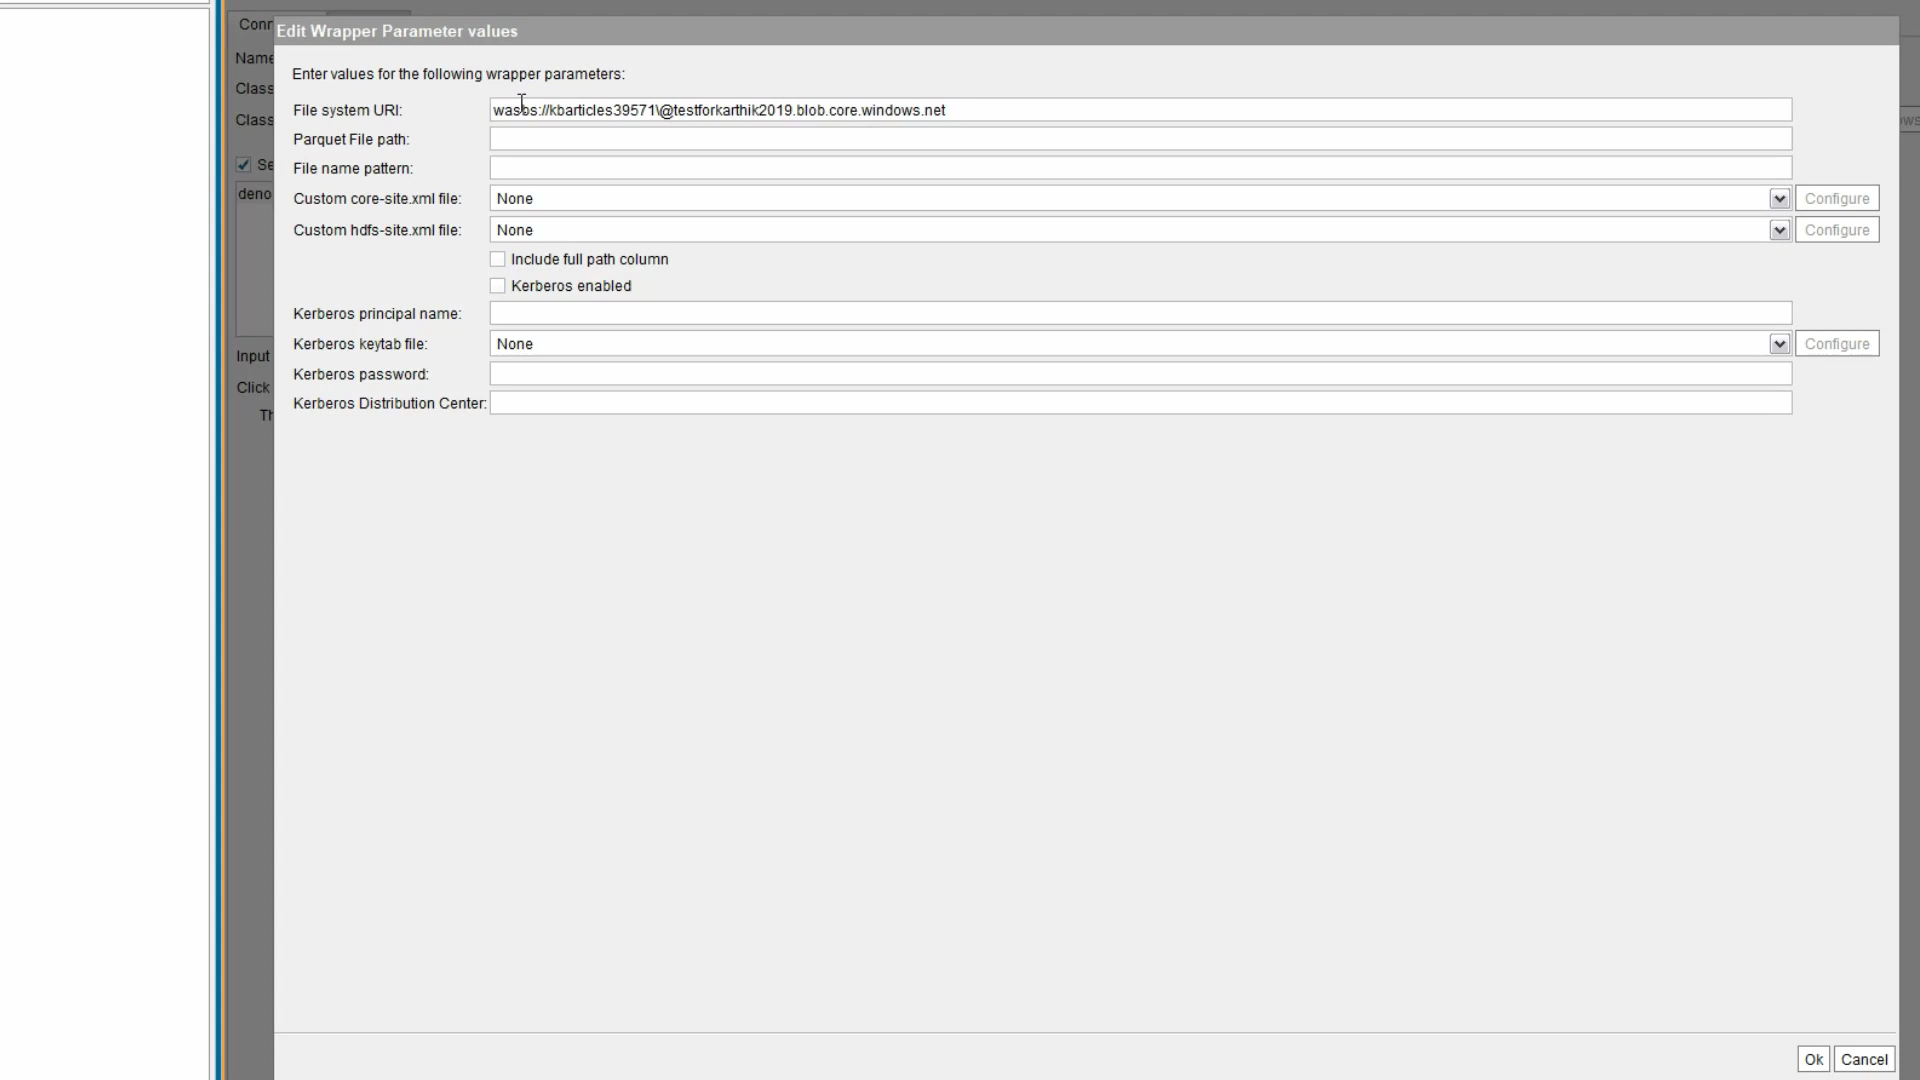 Conn
Edit Wrapper Parameter values
Name
Enter values for the following wrapper parameters:
Class
File system URI: wasbs://kbarticles39571\@testforkarthik2019.blob.core.windows.net
Class
Parquet File path:
Se
File name pattern:
deno
Custom core-site.xml file: None Configure
Custom hdfs-site.xml file: None Configure
Include full path column
Kerberos enabled
Kerberos principal name:
Input
Kerberos keytab file: None Configure
Click
Kerberos password:
Th
Kerberos Distribution Center:
Ok Cancel